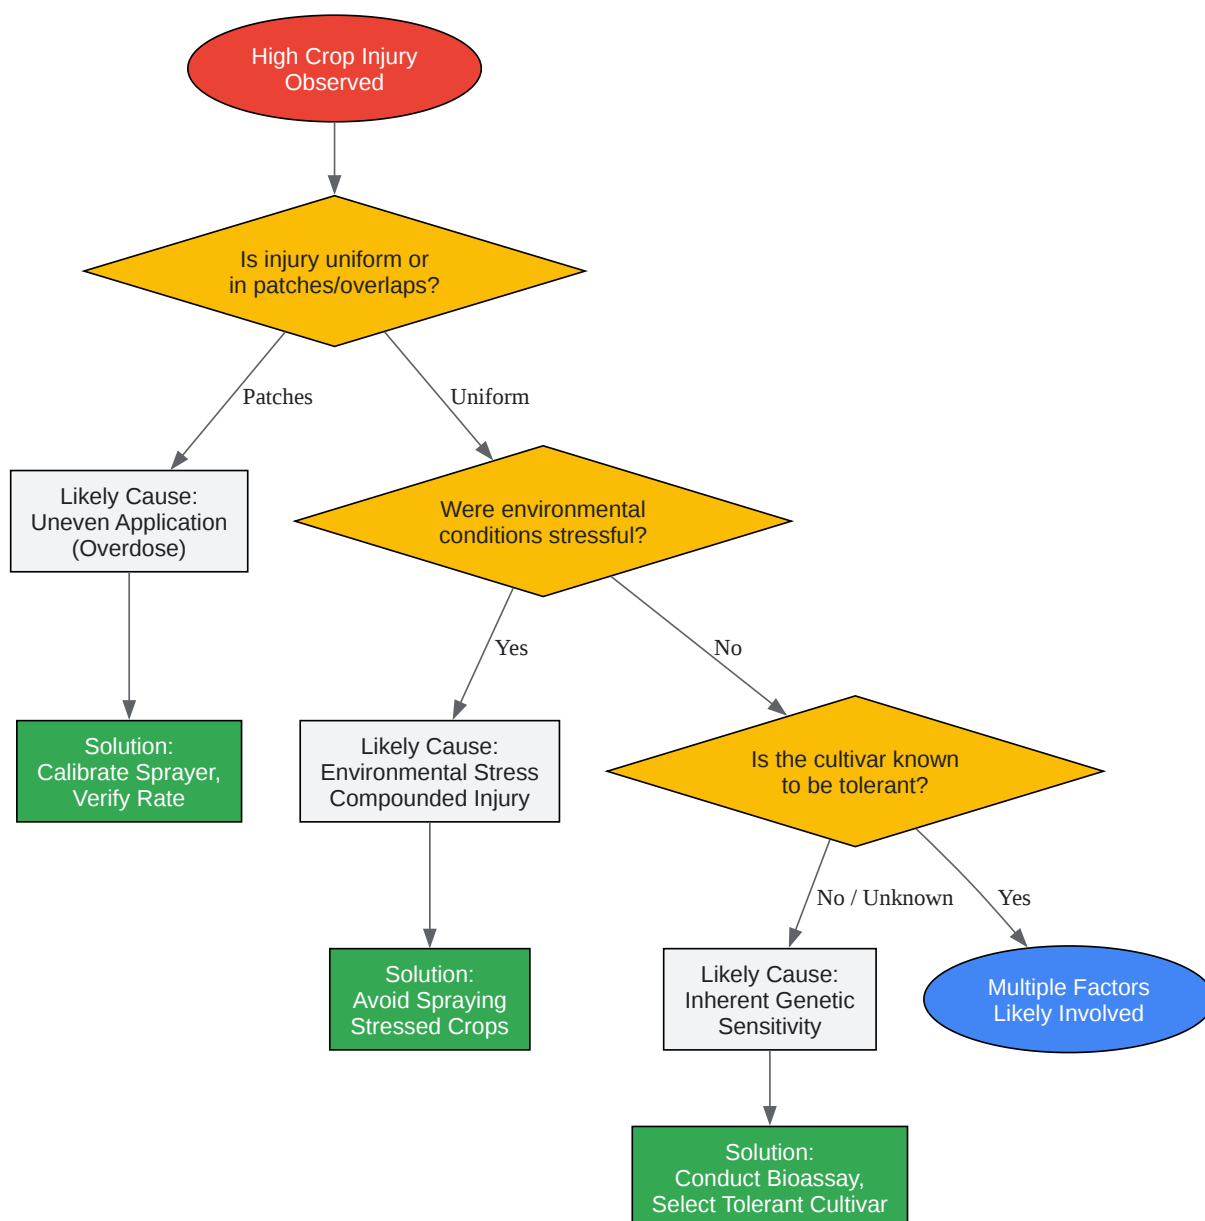 High Crop Injury
Observed
Is injury uniform or
in patches/overlaps?
Patches
Uniform
Likely Cause:
Uneven Application
(Overdose)
Were environmental
conditions stressful?
Yes
No
Solution:
Calibrate Sprayer,
Verify Rate
Likely Cause:
Environmental Stress
Compounded Injury
Is the cultivar known
to be tolerant?
No / Unknown
Yes
Solution:
Avoid Spraying
Stressed Crops
Likely Cause:
Inherent Genetic
Sensitivity
Multiple Factors
Likely Involved
Solution:
Conduct Bioassay,
Select Tolerant Cultivar